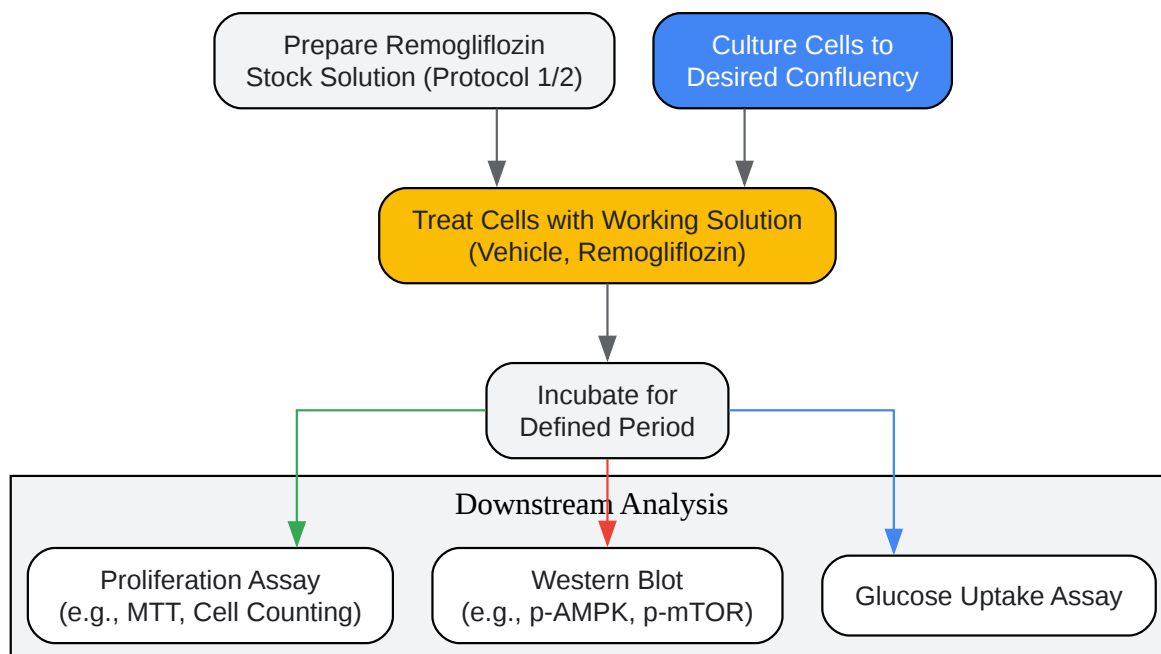 Prepare Remogliflozin
Stock Solution (Protocol 1/2)
Culture Cells to
Desired Confluency
Treat Cells with Working Solution
(Vehicle, Remogliflozin)
Incubate for
Defined Period
Downstream Analysis
Proliferation Assay
(e.g., MTT, Cell Counting)
Western Blot
(e.g., p-AMPK, p-mTOR)
Glucose Uptake Assay